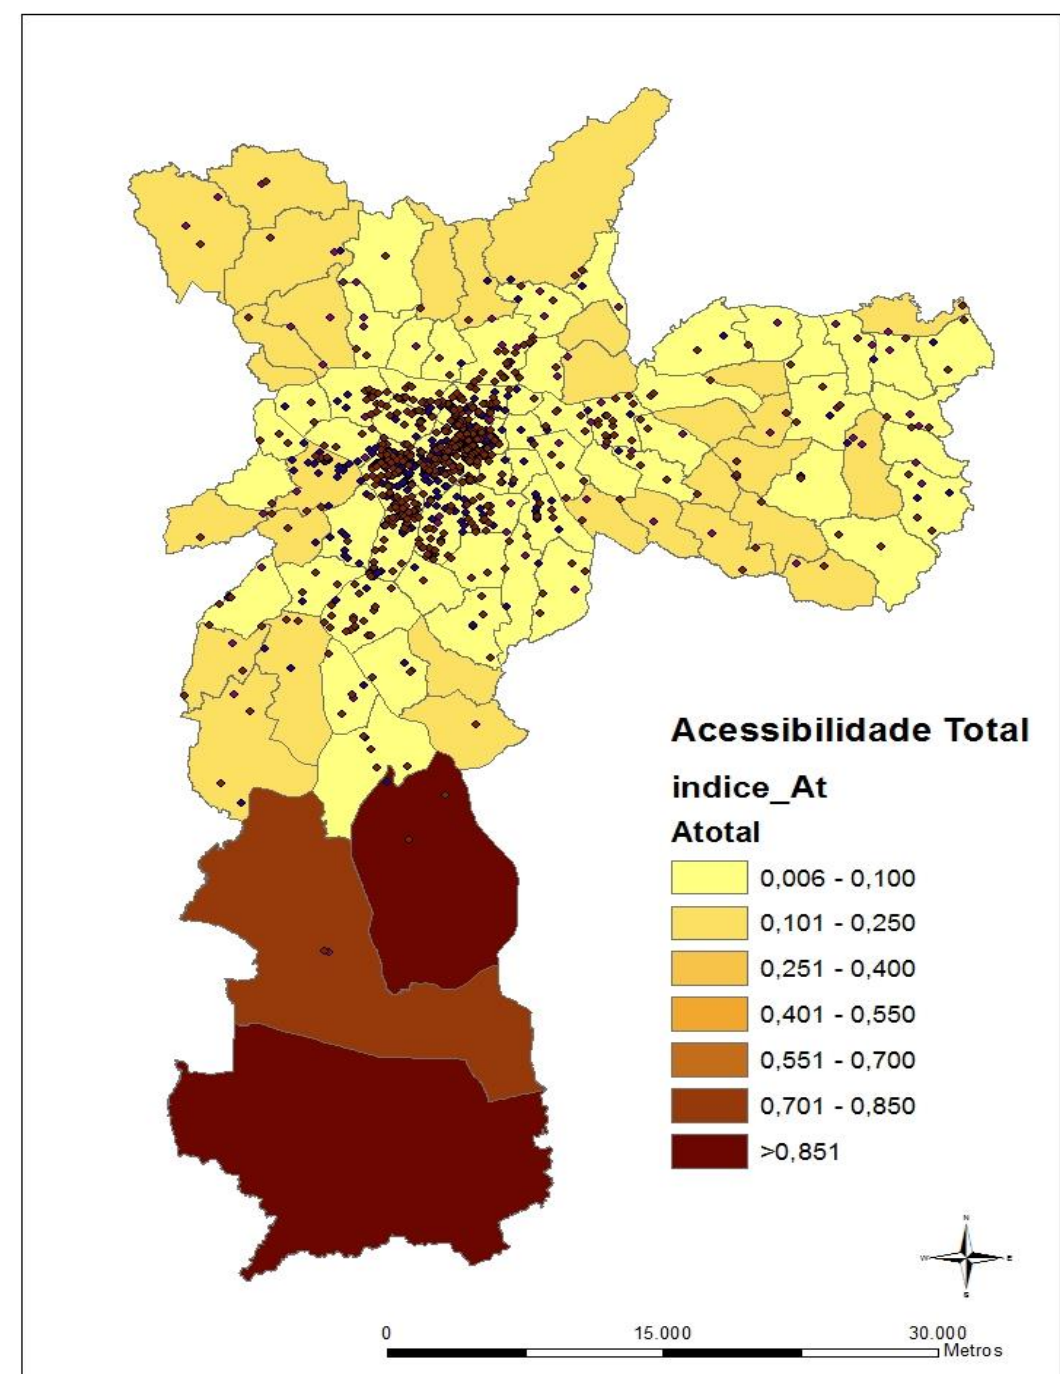 Acessibilidade Total
indice_At
Atotal
0,006 - 0,100
0,101 - 0,250
0,251 - 0,400
0,401 - 0,550
0,551 - 0,700
0,701 - 0,850
>0,851
N
W E
S
0 15.000 30.000
Metros